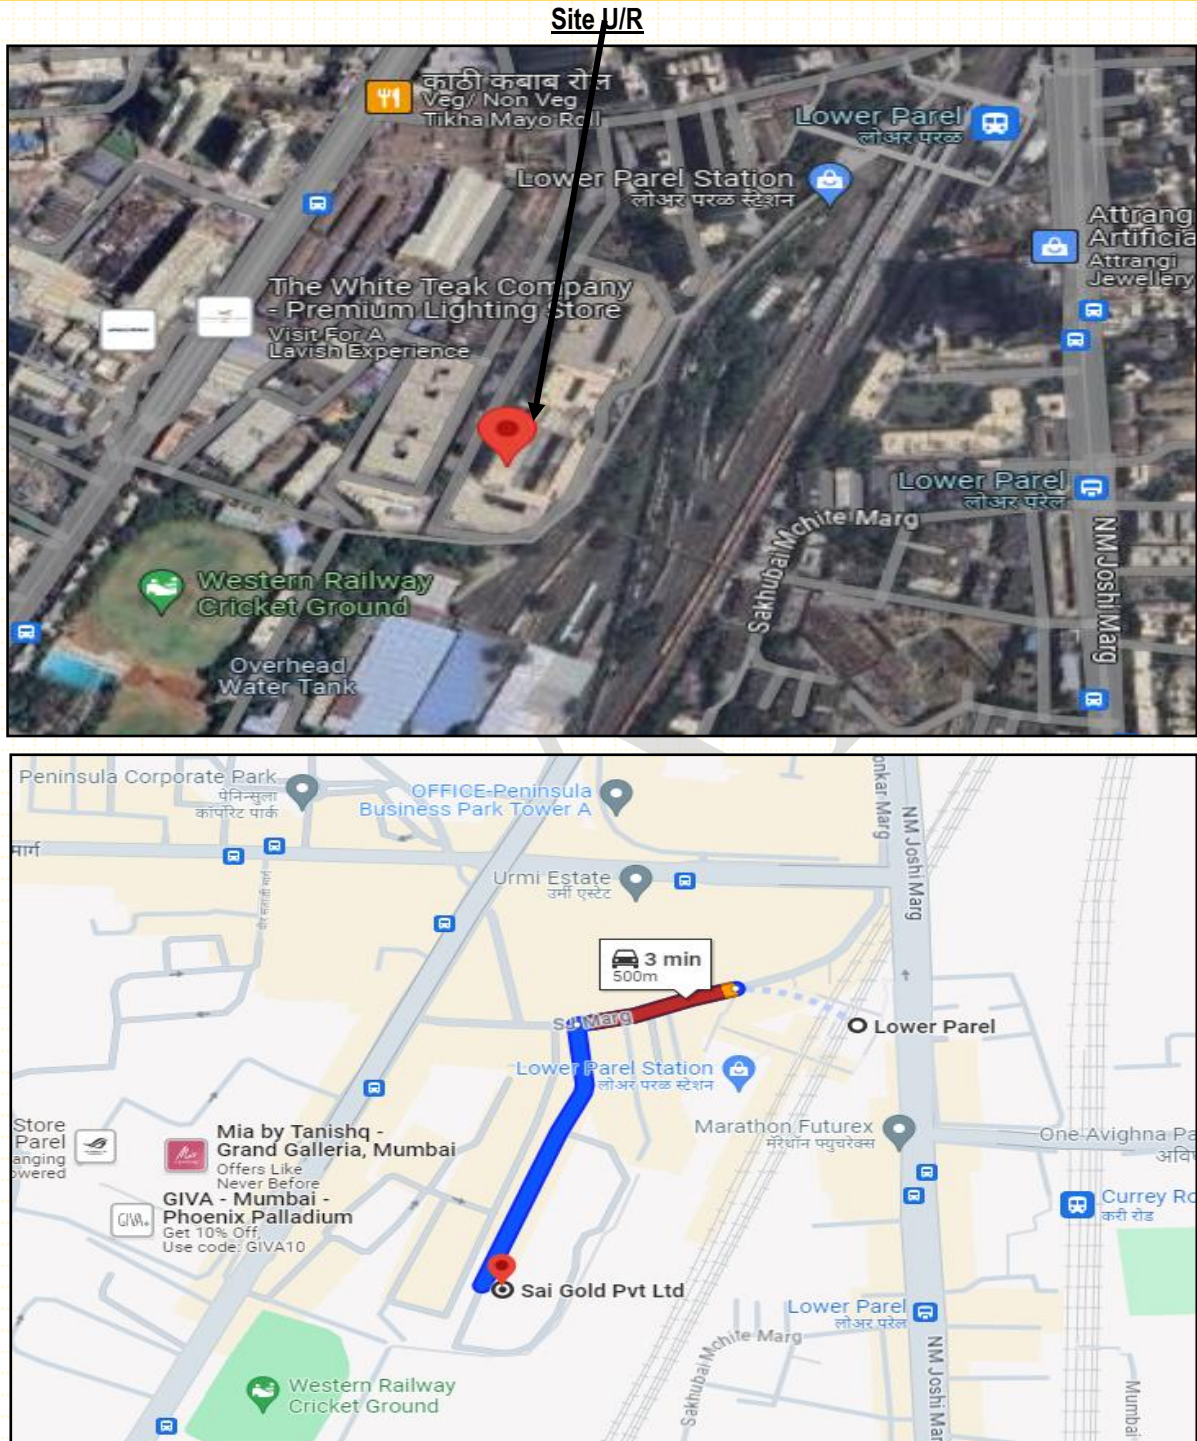 Site U/R
काठी कबाब रोल
Veg/ Non Veg
Tikha Mayo Roll
Lower Parel
लोअर परळ
Lower Parel Station
लोअर परळ स्टेशन
Attrang
Artificia
Attrangi
Jewellery
The White Teak Company
- Premium Lighting Store
Visit For A
Lavish Experience
Lower Parel
लोअर परेल
Sakhubai Mohite Marg
NM Joshi Marg
Western Railway
Cricket Ground
Overhead
Water Tank
Peninsula Corporate Park
पेनिन्सुला
कॉर्पोरेट पार्क
OFFICE-Peninsula
Business Park Tower A
onkar Marg
NM Joshi Marg
मार्ग
Urmi Estate
उर्मी एस्टेट
3 min
500m
SJ Marg
Lower Parel
Lower Parel Station
लोअर परळ स्टेशन
Store
Parel
anging
owered
Mia by Tanishq -
Grand Galleria, Mumbai
Offers Like
Never Before
Marathon Futurex
मॅरेथॉन फ्युचरेक्स
One Avighna Pa
अवि
GIVA
GIVA - Mumbai -
Phoenix Palladium
Get 10% Off,
Use code: GIVA10
Currey Ro
करी रोड
Sai Gold Pvt Ltd
Lower Parel
लोअर परेल
Sakhubai Mohite Marg
NM Joshi Mar
Mumbai
Western Railway
Cricket Ground